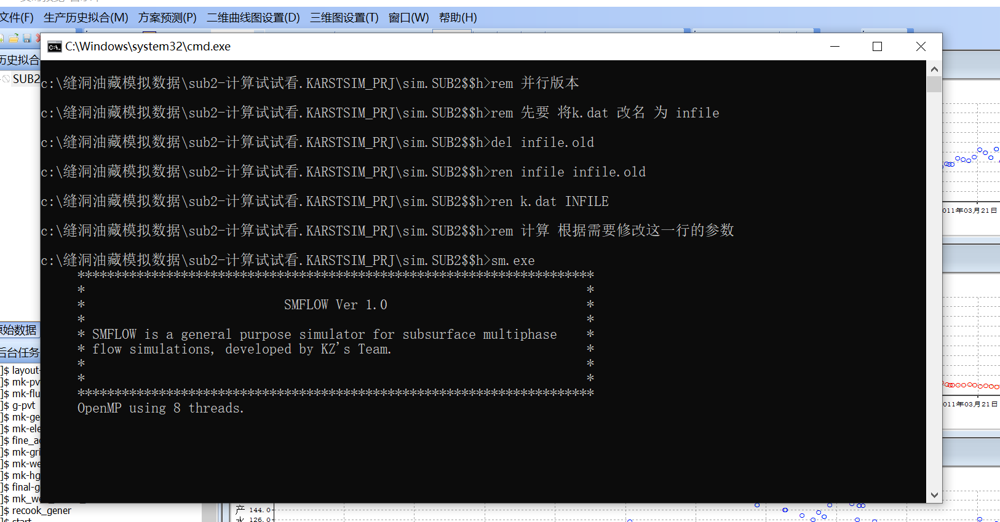 文件(F) 生产历史拟合(M) 方案预测(P) 二维曲线图设置(D) 三维图设置(T) 窗口(W) 帮助(H)
C:\Windows\system32\cmd.exe
历史拟合
SUB2
c:\缝洞油藏模拟数据\sub2-计算试试看.KARSTSIM_PRJ\sim.SUB2$$h>rem 并行版本
c:\缝洞油藏模拟数据\sub2-计算试试看.KARSTSIM_PRJ\sim.SUB2$$h>rem 先要 将k.dat 改名 为 infile
c:\缝洞油藏模拟数据\sub2-计算试试看.KARSTSIM_PRJ\sim.SUB2$$h>del infile.old
c:\缝洞油藏模拟数据\sub2-计算试试看.KARSTSIM_PRJ\sim.SUB2$$h>ren infile infile.old
c:\缝洞油藏模拟数据\sub2-计算试试看.KARSTSIM_PRJ\sim.SUB2$$h>ren k.dat INFILE
c:\缝洞油藏模拟数据\sub2-计算试试看.KARSTSIM_PRJ\sim.SUB2$$h>rem 计算 根据需要修改这一行的参数
c:\缝洞油藏模拟数据\sub2-计算试试看.KARSTSIM_PRJ\sim.SUB2$$h>sm.exe
**********************************************************************
* *
* SMFLOW Ver 1.0 *
* *
* SMFLOW is a general purpose simulator for subsurface multiphase *
* flow simulations, developed by KZ's Team. *
* *
* *
**********************************************************************
OpenMP using 8 threads.
011年03月21日
011年03月21日
原始数据
后台任务
]$ layout-
]$ mk-pv
]$ mk-flu
]$ g-pvt
]$ mk-ge
]$ mk-ele
]$ fine_a
]$ mk-gri
]$ mk-we
]$ mk-hg
]$ final-g
]$ mk_w
]$ recook_gener
]$ start
产 144.0
水 126.0